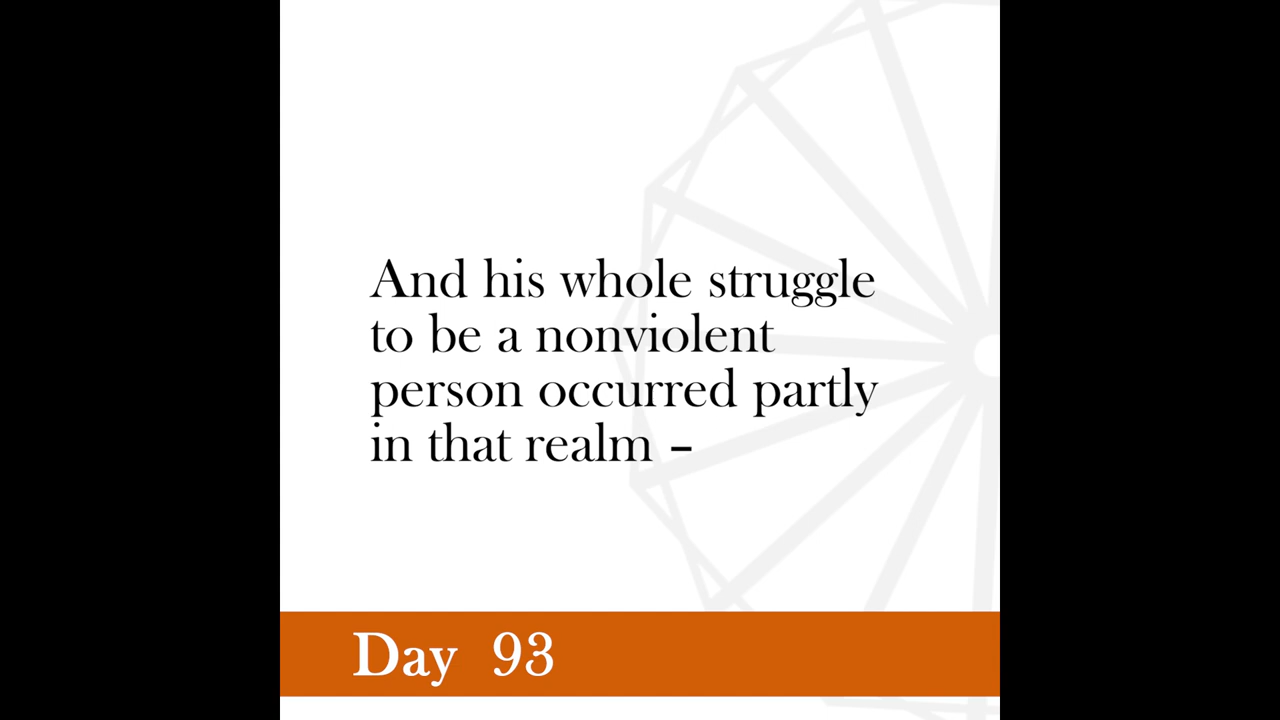 And his whole struggle
to be a nonviolent
person occurred partly
in that realm –
Day 93